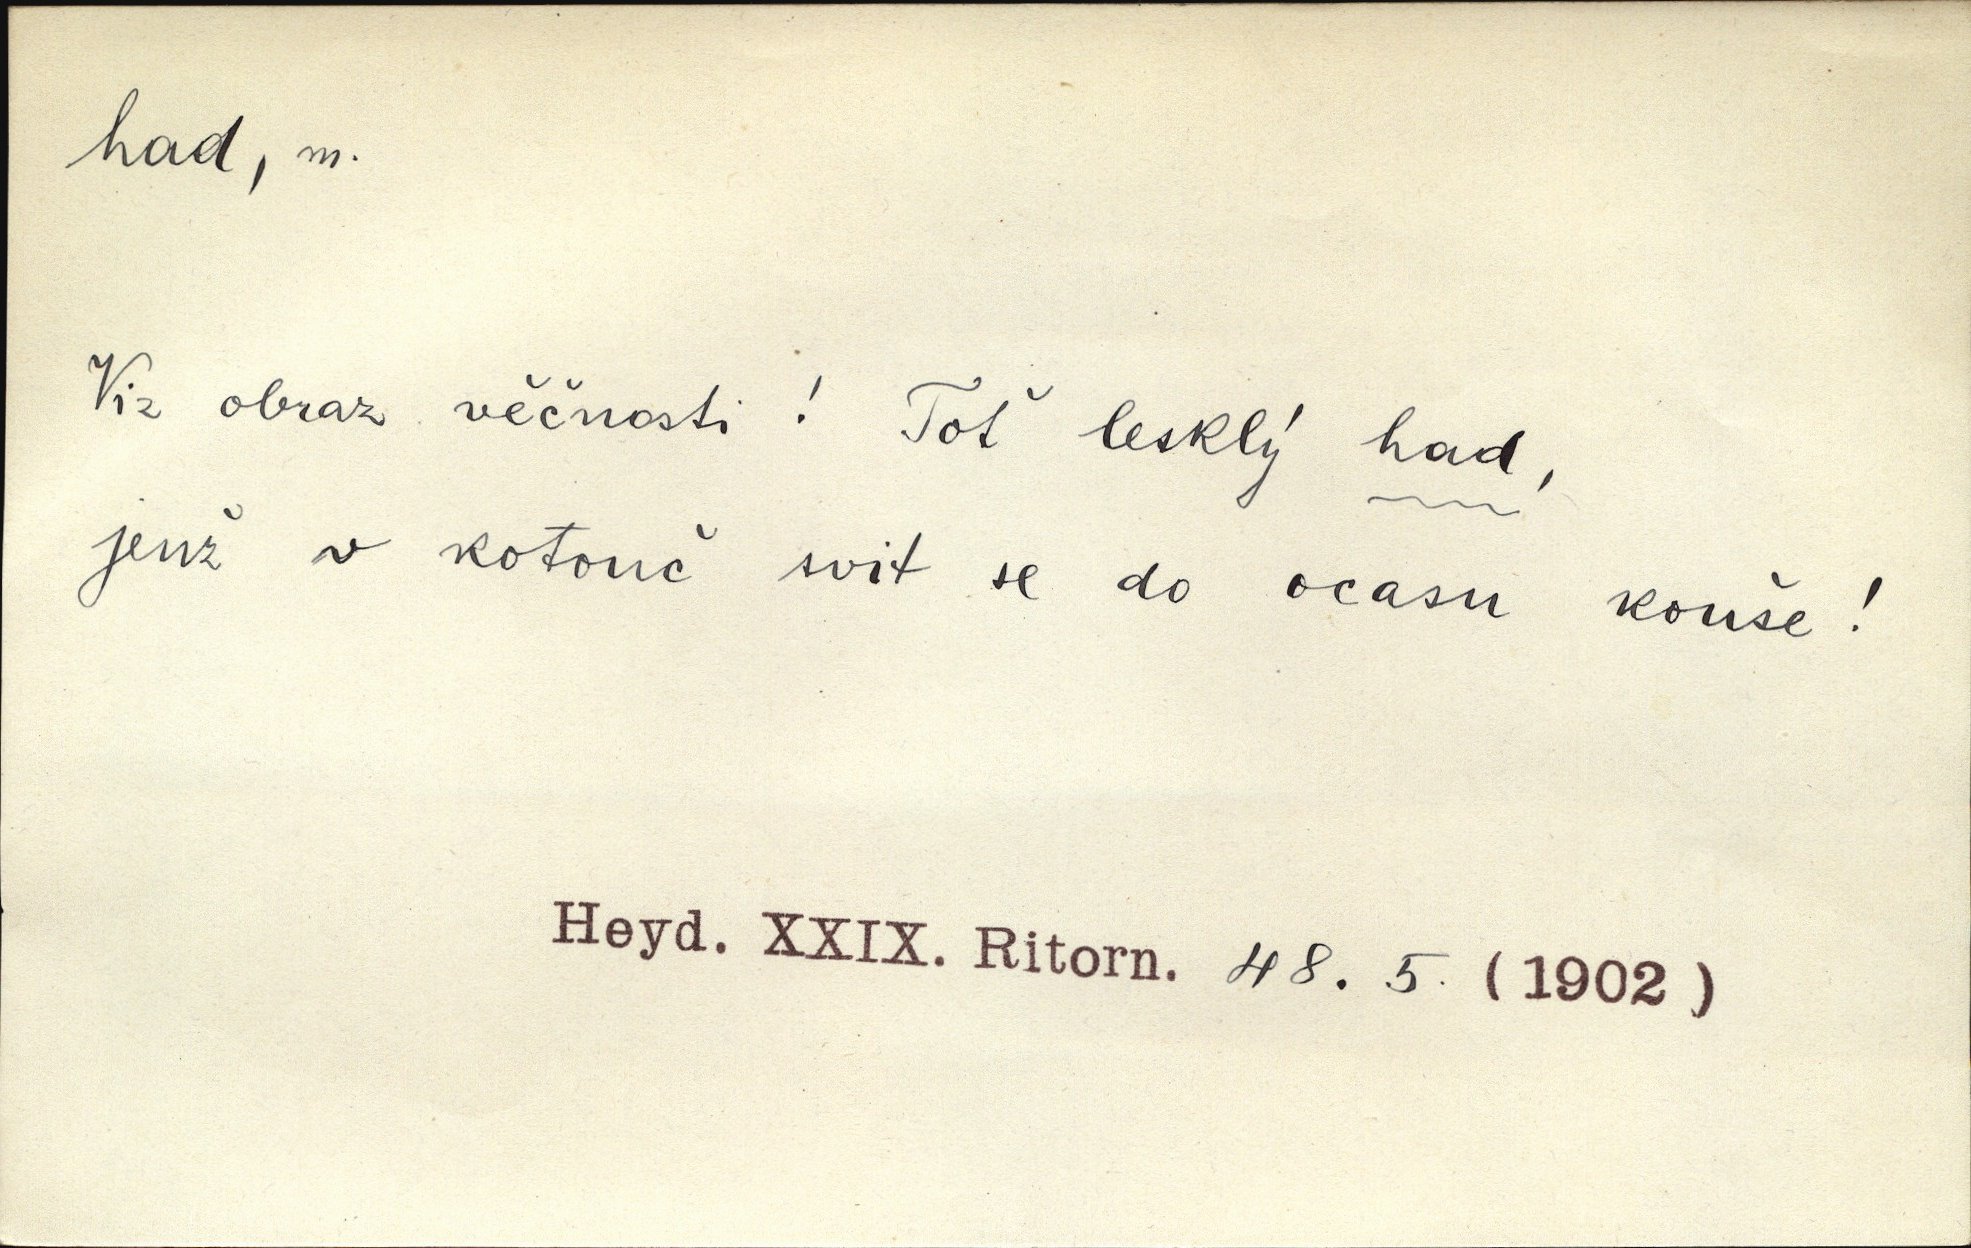 had, m.
Viz obraz věčnosti! Toť lesklý had,
jenž v kotouč svit se do ocasu kouše!
Heyd. XXIX. Ritorn. 48. 5. (1902)